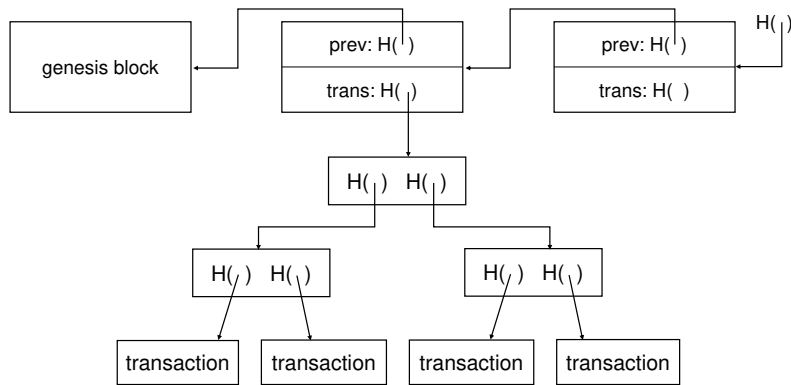 H( )
prev: H( )
prev: H( )
genesis block
trans: H( )
trans: H( )
H( ) H( )
H( ) H( )
H( ) H( )
transaction
transaction
transaction
transaction